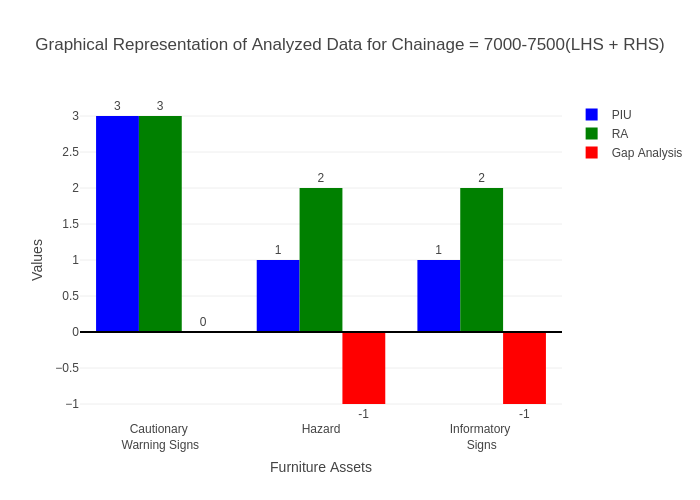 Graphical Representation of Analyzed Data for Chainage = 7000-7500(LHS + RHS)
PIU
RA
Gap Analysis
Values
3
2.5
2
1.5
1
0.5
0
−0.5
−1
3
3
0
1
2
-1
1
2
-1
Cautionary
Warning Signs
Hazard
Informatory
Signs
Furniture Assets